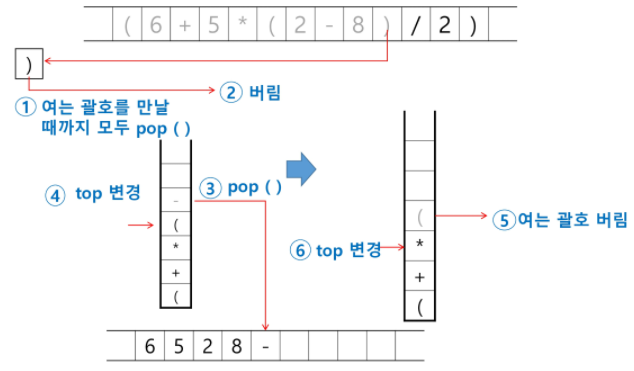 ( 6 + 5 * ( 2 - 8 ) / 2 )
)
② 버림
① 여는 괄호를 만날
때까지 모두 pop ( )
③ pop ( )
④ top 변경
-
(
*
+
(
(
*
+
(
⑤ 여는 괄호 버림
⑥ top 변경
6 5 2 8 -